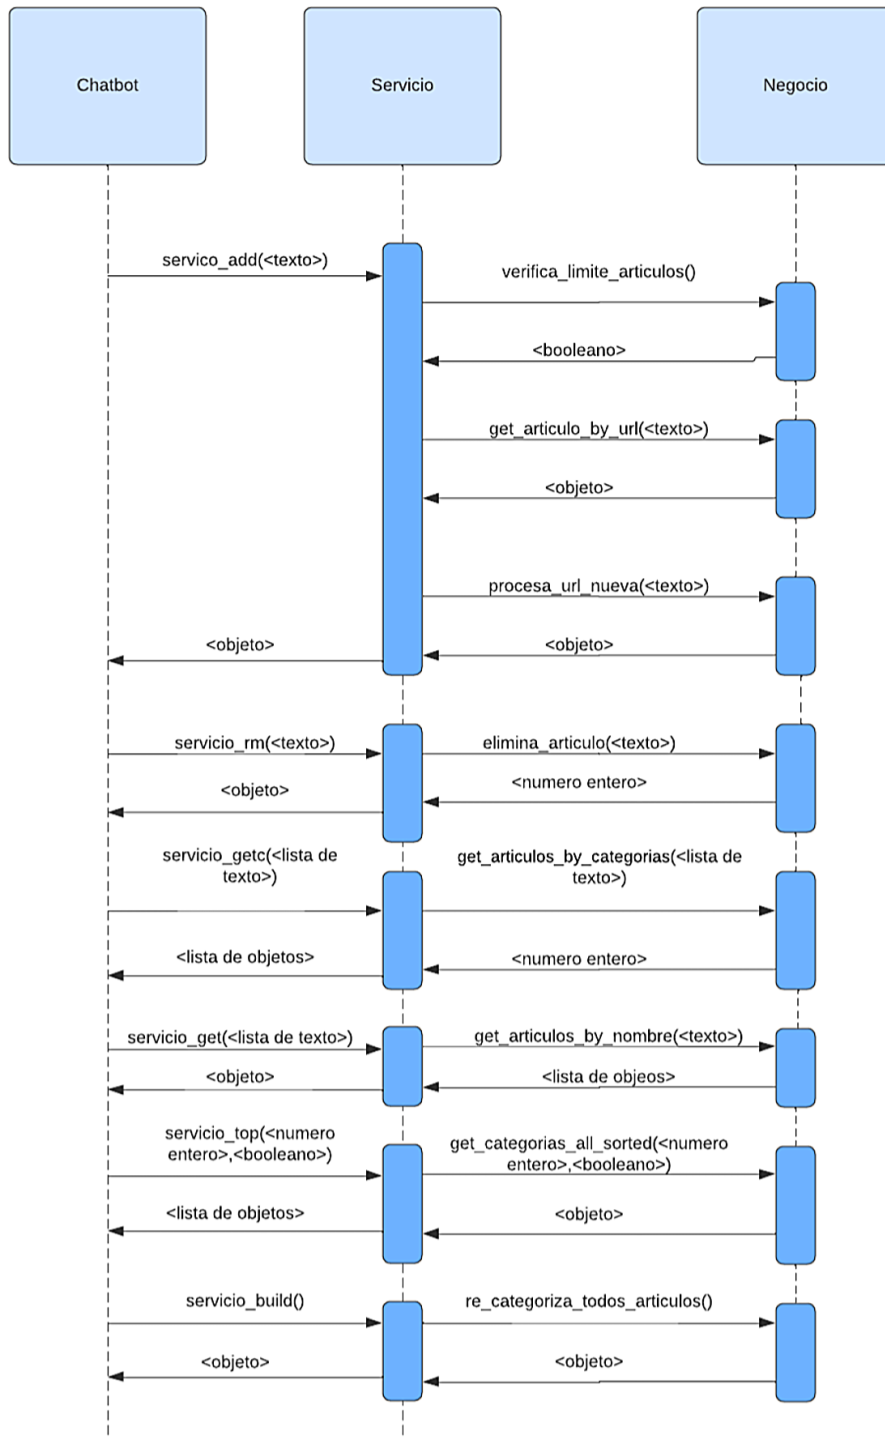 Chatbot
Servicio
Negocio
servico_add(<texto>)
verifica_limite_articulos()
<booleano>
get_articulo_by_url(<texto>)
<objeto>
procesa_url_nueva(<texto>)
<objeto>
<objeto>
servicio_rm(<texto>)
elimina_articulo(<texto>)
<numero entero>
<objeto>
servicio_getc(<lista de
texto>)
get_articulos_by_categorias(<lista de
texto>)
<lista de objetos>
<numero entero>
servicio_get(<lista de texto>)
get_articulos_by_nombre(<texto>)
<objeto>
<lista de objeos>
servicio_top(<numero
entero>,<booleano>)
get_categorias_all_sorted(<numero
entero>,<booleano>)
<lista de objetos>
<objeto>
servicio_build()
re_categoriza_todos_articulos()
<objeto>
<objeto>